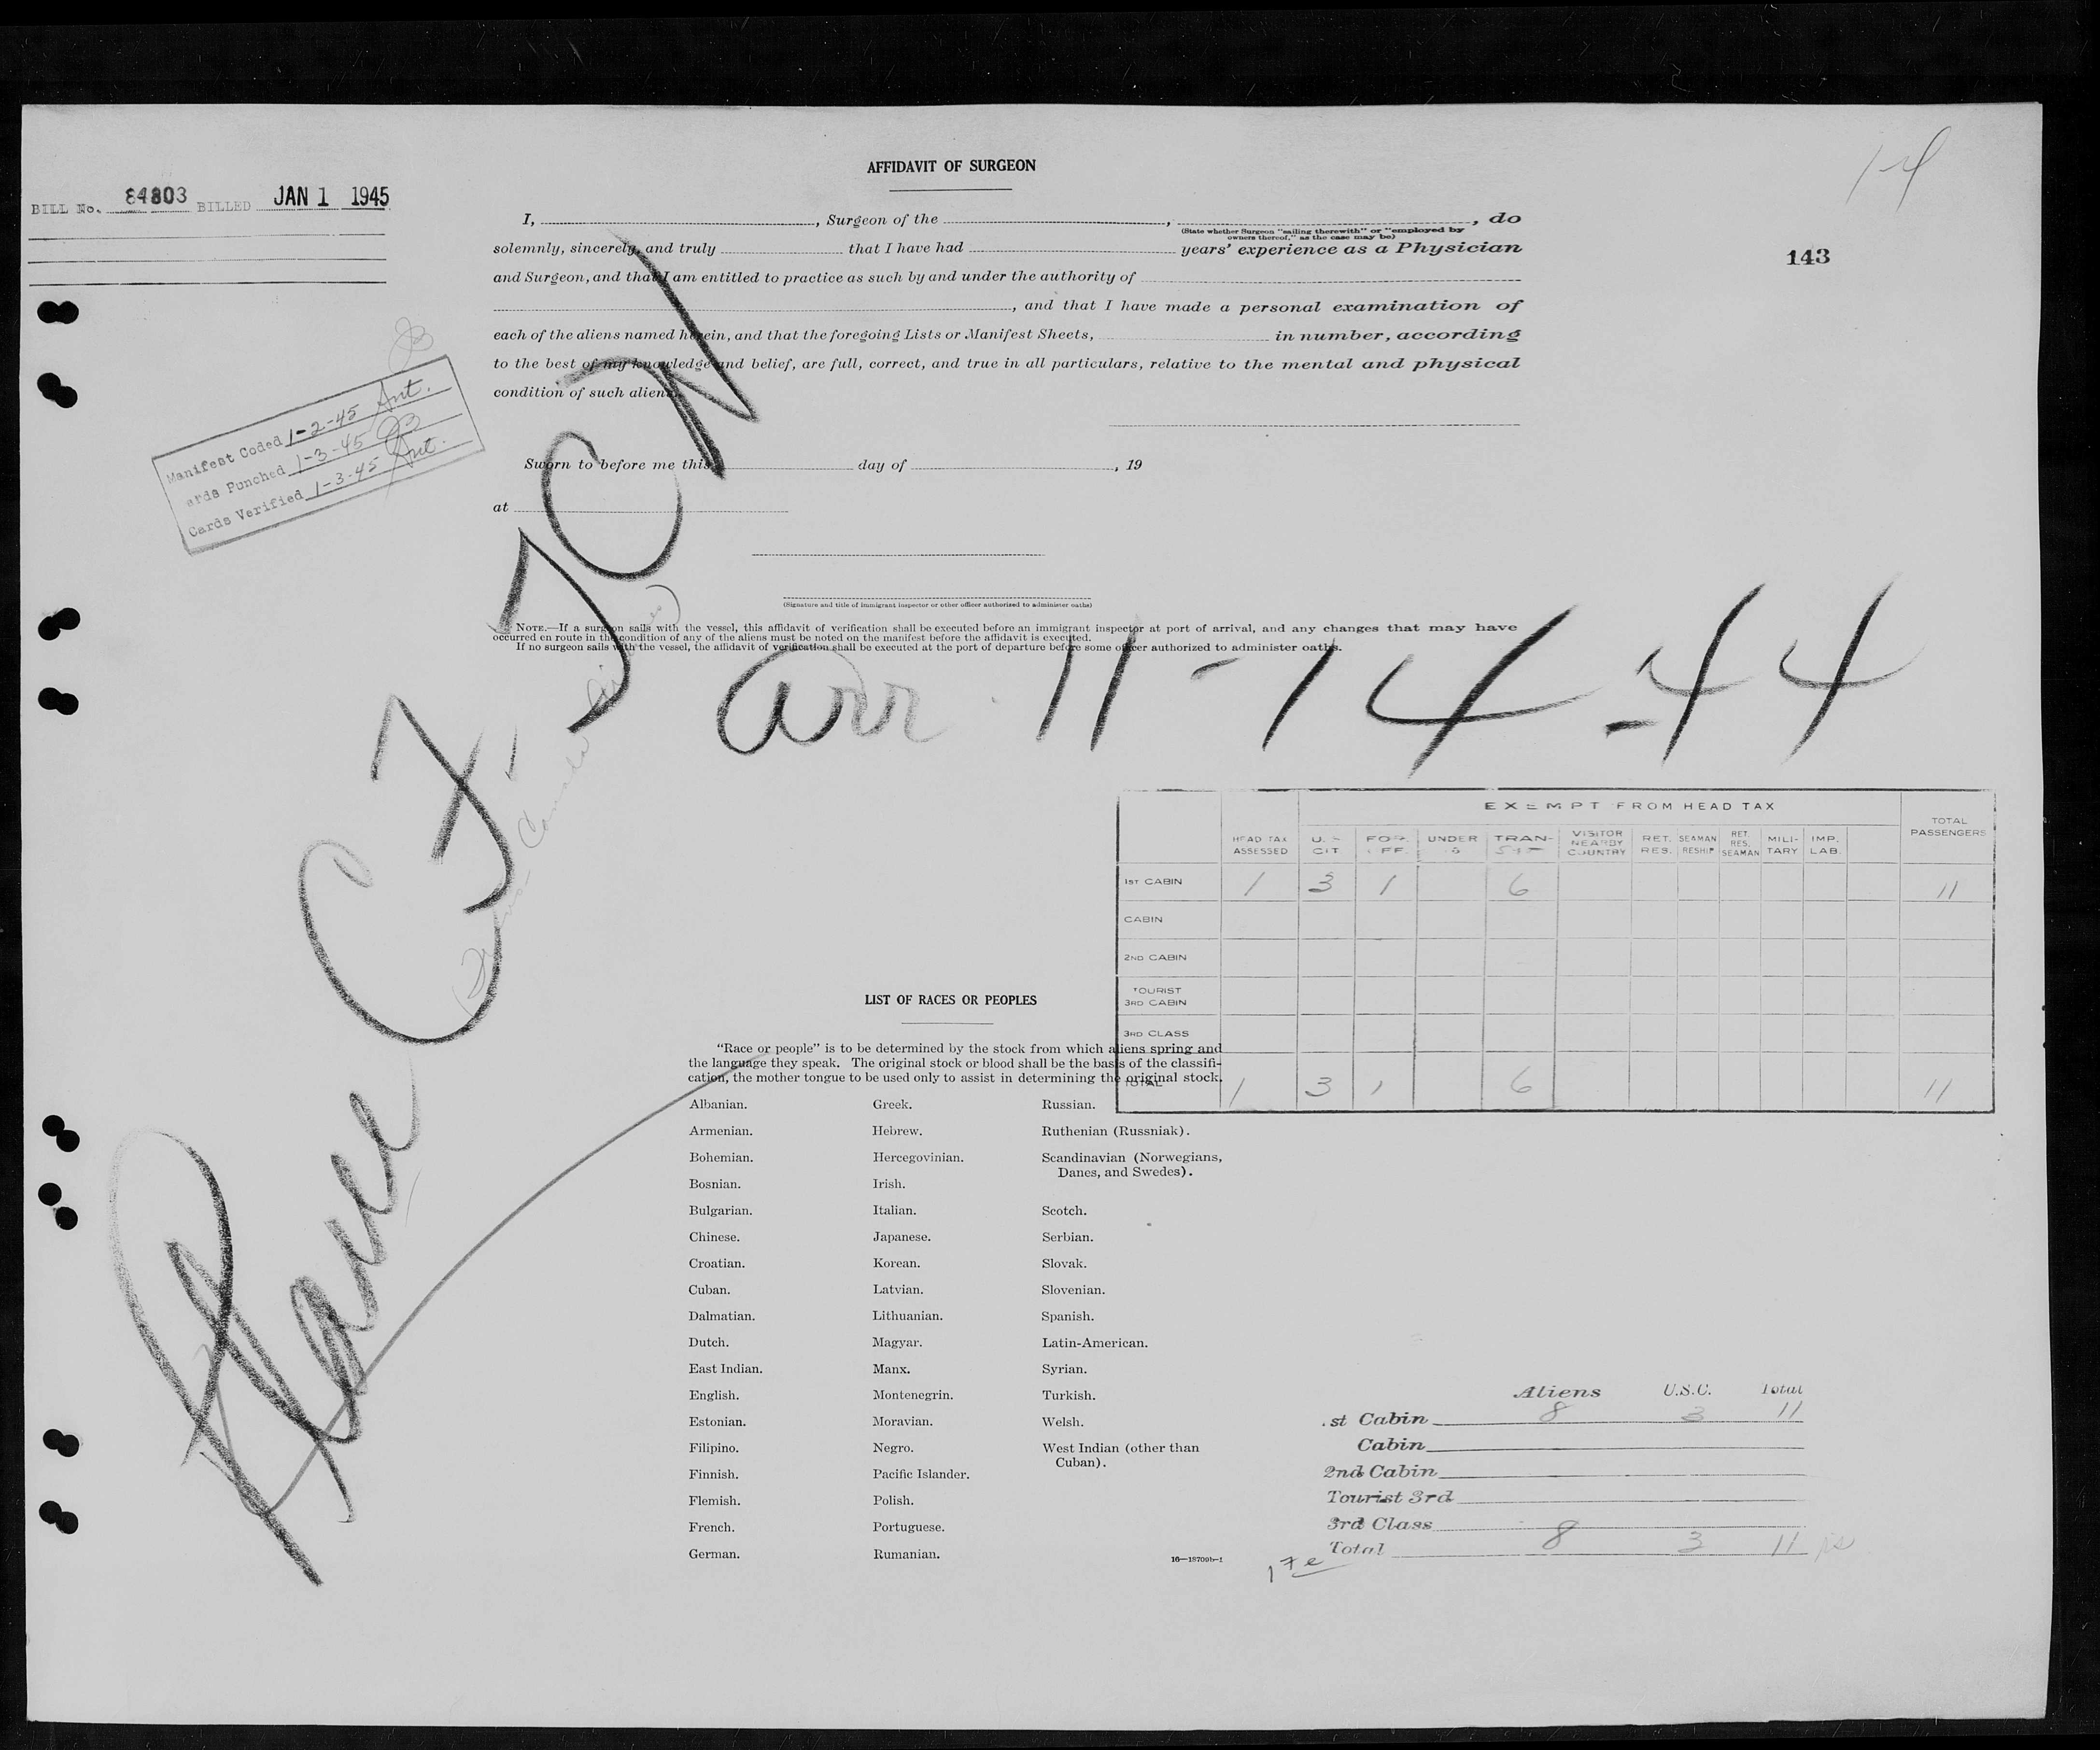 AFFIDAVIT OF SURGEON
1-4
BILL No. 84803 BILLED JAN 1 1945
143
I, , Surgeon of the , , do
(State whether Surgeon "sailing therewith" or "employed by
owners thereof," as the case may be)
solemnly, sincerely, and truly that I have had years' experience as a Physician
and Surgeon, and that I am entitled to practice as such by and under the authority of
, and that I have made a personal examination of
each of the aliens named herein, and that the foregoing Lists or Manifest Sheets, in number, according
to the best of my knowledge and belief, are full, correct, and true in all particulars, relative to the mental and physical
condition of such aliens.
Manifest Coded 1-2-45 Ant.
ards Punched 1-3-45
Cards Verified 1-3-45 Ant.
Sworn to before me this day of , 19
at
(Signature and title of immigrant inspector or other officer authorized to administer oaths)
NOTE.—If a surgeon sails with the vessel, this affidavit of verification shall be executed before an immigrant inspector at port of arrival, and any changes that may have
occurred en route in the condition of any of the aliens must be noted on the manifest before the affidavit is executed.
If no surgeon sails with the vessel, the affidavit of verification shall be executed at the port of departure before some officer authorized to administer oaths.
Plane CF. TCN
arr 11-14-44
EXEMPT FROM HEAD TAX
HEAD TAX ASSESSED U.S. CIT FOR. OFF. UNDER 16 TRANSIT VISITOR NEARBY COUNTRY RET. RES. SEAMAN RESHIP RET. RES. SEAMAN MILITARY IMP. LAB. TOTAL PASSENGERS
1ST CABIN 1 3 1 6 11
CABIN
2ND CABIN
TOURIST
3RD CABIN
3RD CLASS
TOTAL 1 3 1 6 11
LIST OF RACES OR PEOPLES
"Race or people" is to be determined by the stock from which aliens spring and
the language they speak. The original stock or blood shall be the basis of the classifi-
cation, the mother tongue to be used only to assist in determining the original stock.
Albanian. Greek. Russian.
Armenian. Hebrew. Ruthenian (Russniak).
Bohemian. Hercegovinian. Scandinavian (Norwegians,
Danes, and Swedes).
Bosnian. Irish.
Bulgarian. Italian. Scotch.
Chinese. Japanese. Serbian.
Croatian. Korean. Slovak.
Cuban. Latvian. Slovenian.
Dalmatian. Lithuanian. Spanish.
Dutch. Magyar. Latin-American.
East Indian. Manx. Syrian.
English. Montenegrin. Turkish.
Estonian. Moravian. Welsh.
Filipino. Negro. West Indian (other than
Cuban).
Finnish. Pacific Islander.
Flemish. Polish.
French. Portuguese.
German. Rumanian.
16—18709b-1
Aliens U.S.C. Total
.st Cabin 8 3 11
Cabin
2nd Cabin
Tourist 3rd
3rd Class
Total 8 3 11